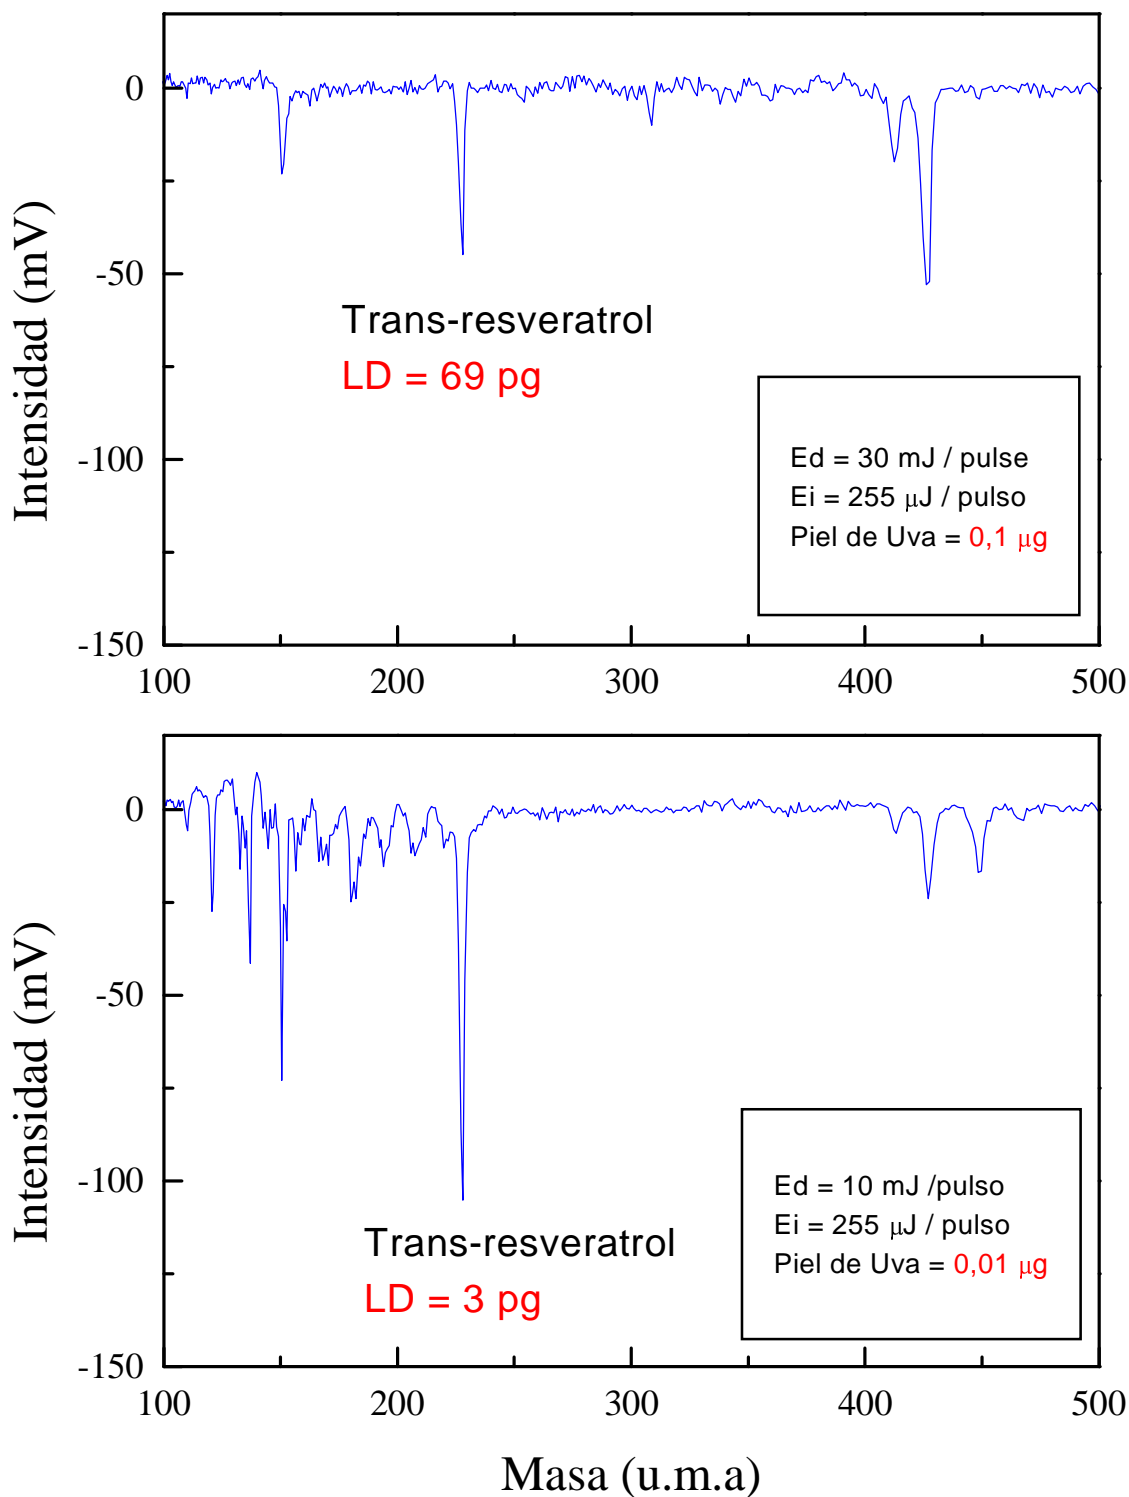 Intensidad (mV)
0
-50
-100
-150
Trans-resveratrol
LD = 69 pg
Ed = 30 mJ / pulse
Ei = 255 μJ / pulso
Piel de Uva = 0,1 μg
100 200 300 400 500
Intensidad (mV)
0
-50
-100
-150
Trans-resveratrol
LD = 3 pg
Ed = 10 mJ /pulso
Ei = 255 μJ / pulso
Piel de Uva = 0,01 μg
100 200 300 400 500
Masa (u.m.a)